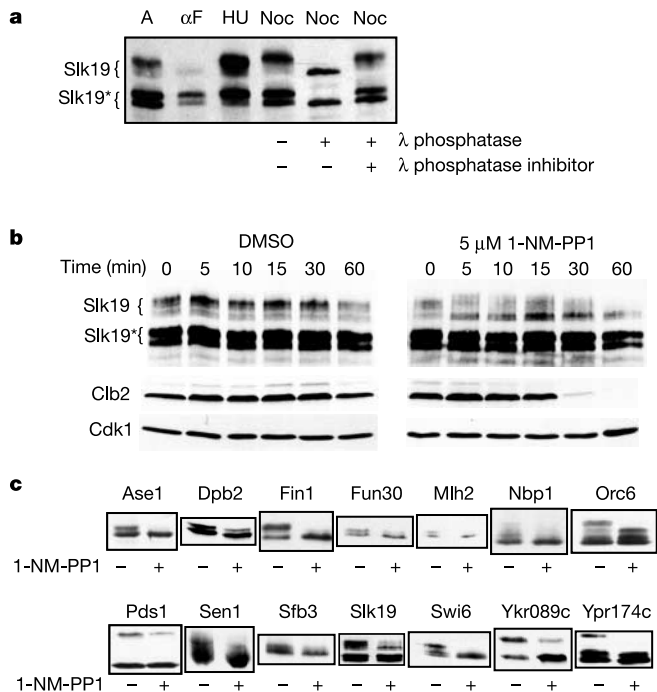 a
A αF HU Noc Noc Noc
Slk19 {
Slk19* {
– + + λ phosphatase
+ λ phosphatase inhibitor
b
DMSO 5 μM 1-NM-PP1
Time (min) 0 5 10 15 30 60 0 5 10 15 30 60
Slk19 {
Slk19* {
Clb2
Cdk1
c
Ase1 Dpb2 Fin1 Fun30 Mlh2 Nbp1 Orc6
1-NM-PP1 – + – + – + – + – + – + – +
Pds1 Sen1 Sfb3 Slk19 Swi6 Ykr089c Ypr174c
1-NM-PP1 – + – + – + – + – + – + – +